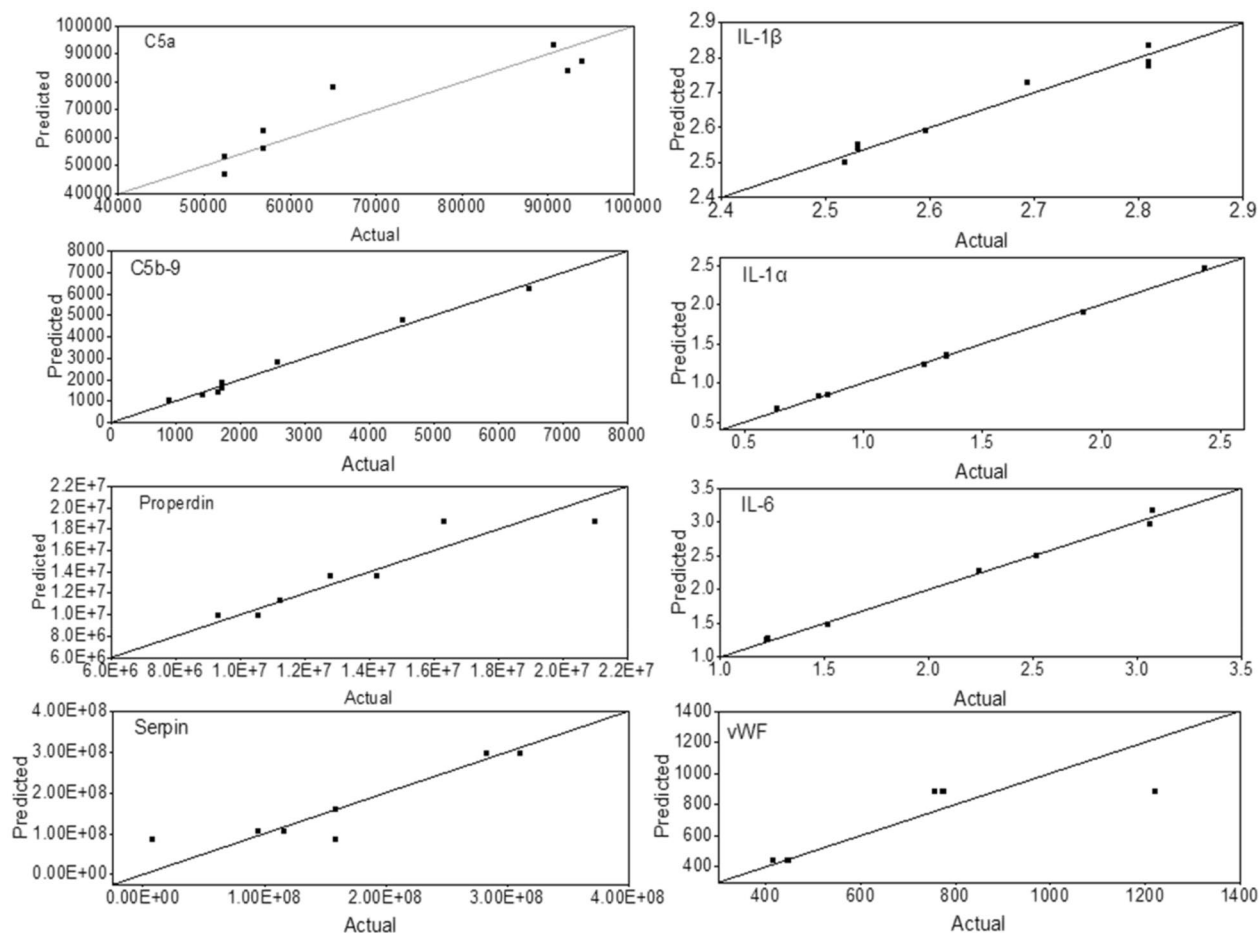 C5a
Predicted
100000
90000
80000
70000
60000
50000
40000
40000 50000 60000 70000 80000 90000 100000
Actual
IL-1β
Predicted
2.9
2.8
2.7
2.6
2.5
2.4
2.4 2.5 2.6 2.7 2.8 2.9
Actual
C5b-9
Predicted
8000
7000
6000
5000
4000
3000
2000
1000
0
0 1000 2000 3000 4000 5000 6000 7000 8000
Actual
IL-1α
Predicted
2.5
2.0
1.5
1.0
0.5
0.5 1.0 1.5 2.0 2.5
Actual
Properdin
Predicted
2.2E+7
2.0E+7
1.8E+7
1.6E+7
1.4E+7
1.2E+7
1.0E+7
8.0E+6
6.0E+6
6.0E+6 8.0E+6 1.0E+7 1.2E+7 1.4E+7 1.6E+7 1.8E+7 2.0E+7 2.2E+7
Actual
IL-6
Predicted
3.5
3.0
2.5
2.0
1.5
1.0
1.0 1.5 2.0 2.5 3.0 3.5
Actual
Serpin
Predicted
4.00E+08
3.00E+08
2.00E+08
1.00E+08
0.00E+00
0.00E+00 1.00E+08 2.00E+08 3.00E+08 4.00E+08
Actual
vWF
Predicted
1400
1200
1000
800
600
400
400 600 800 1000 1200 1400
Actual